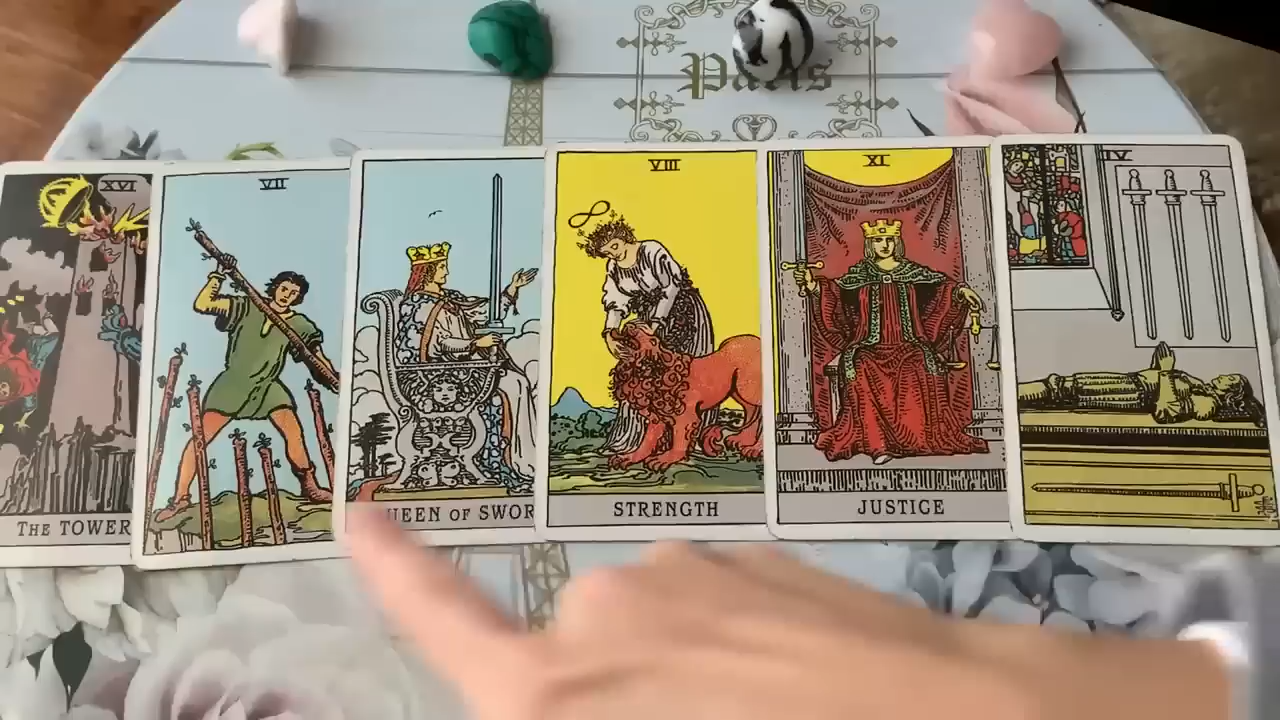 Paris
XVI
VII
VIII
XI
IV
THE TOWER
UEEN OF SWOR
STRENGTH
JUSTICE